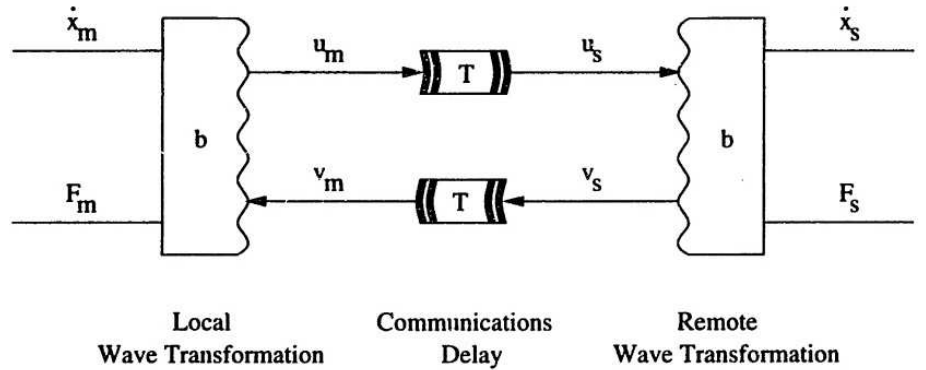 ẋm ẋs
um T us
b b
Fm vm T vs Fs
Local Communications Remote
Wave Transformation Delay Wave Transformation